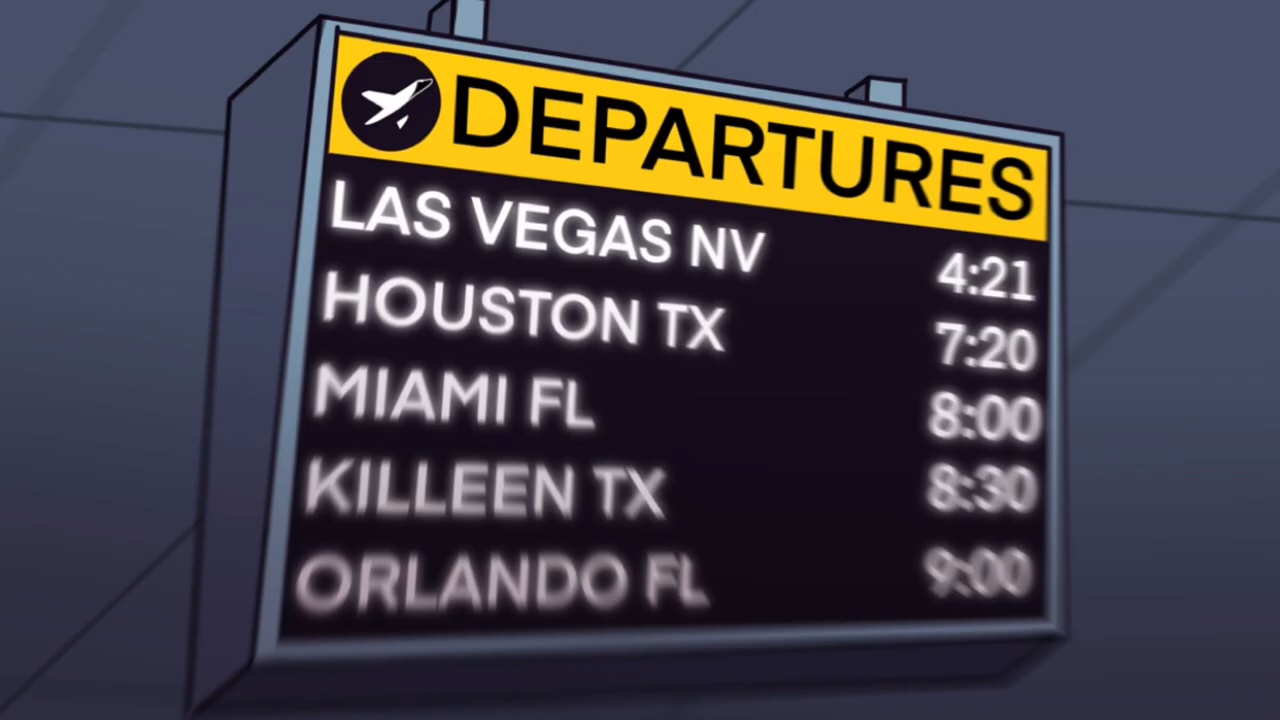 DEPARTURES
LAS VEGAS NV 4:21
HOUSTON TX 7:20
MIAMI FL 8:00
KILLEEN TX 8:30
ORLANDO FL 9:00